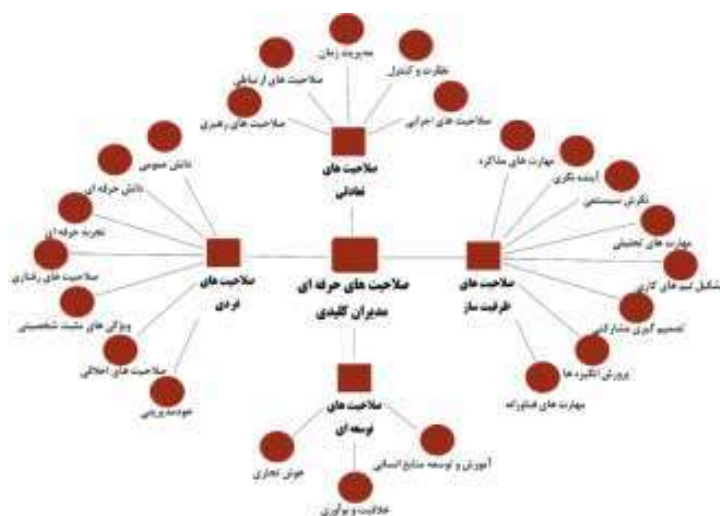 مدیریت زمان
نظارت و کنترل
صلاحیت های ارتباطی
صلاحیت های رهبری
صلاحیت های اجرایی
صلاحیت های
تعادلی
مهارت های مذاکره
آینده نگری
نگرش سیستمی
مهارت های تحلیلی
تشکیل تیم های کاری
تصمیم گیری مشارکتی
پرورش انگیزه ها
مهارت های فناورانه
صلاحیت های
ظرفیت ساز
صلاحیت های حرفه ای
مدیران کلیدی
صلاحیت های
فردی
دانش عمومی
دانش حرفه ای
تجربه حرفه ای
صلاحیت های رفتاری
ویژگی های مثبت شخصیتی
صلاحیت های اخلاقی
خودمدیریتی
صلاحیت های
توسعه ای
هوش تجاری
خلاقیت و نوآوری
آموزش و توسعه منابع انسانی